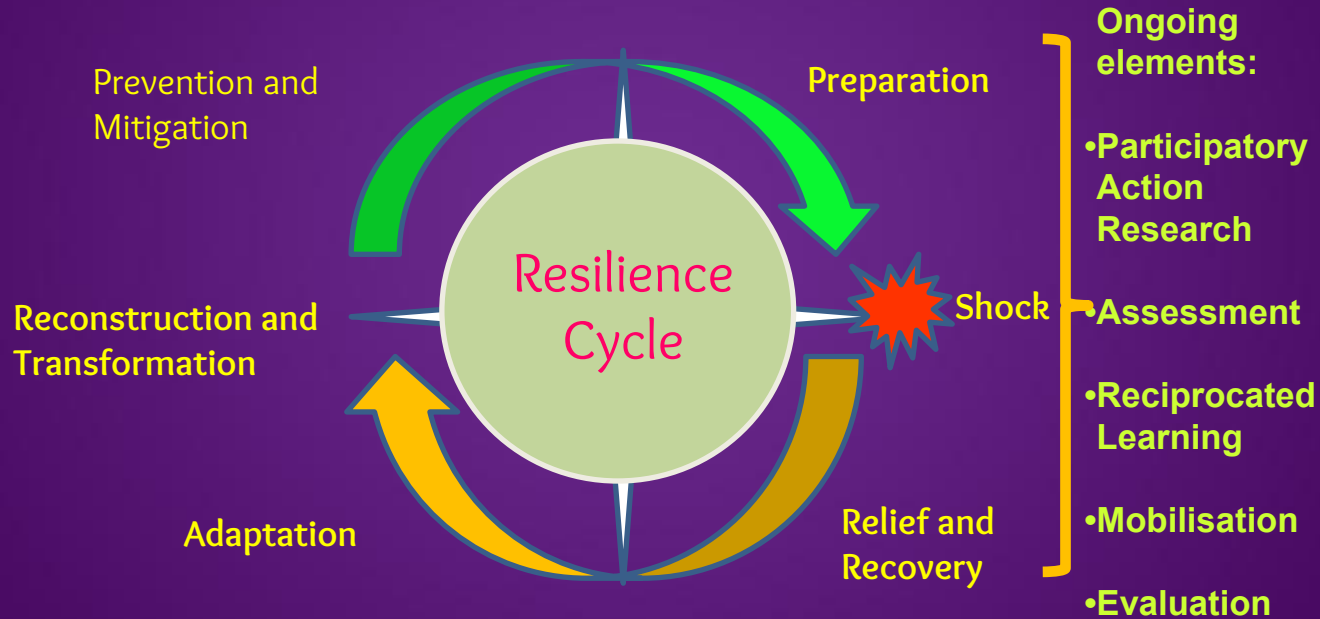 Prevention and
Mitigation
Preparation
Resilience
Cycle
Shock
Reconstruction and
Transformation
Adaptation
Relief and
Recovery
Ongoing
elements:
•Participatory
Action
Research
•Assessment
•Reciprocated
Learning
•Mobilisation
•Evaluation